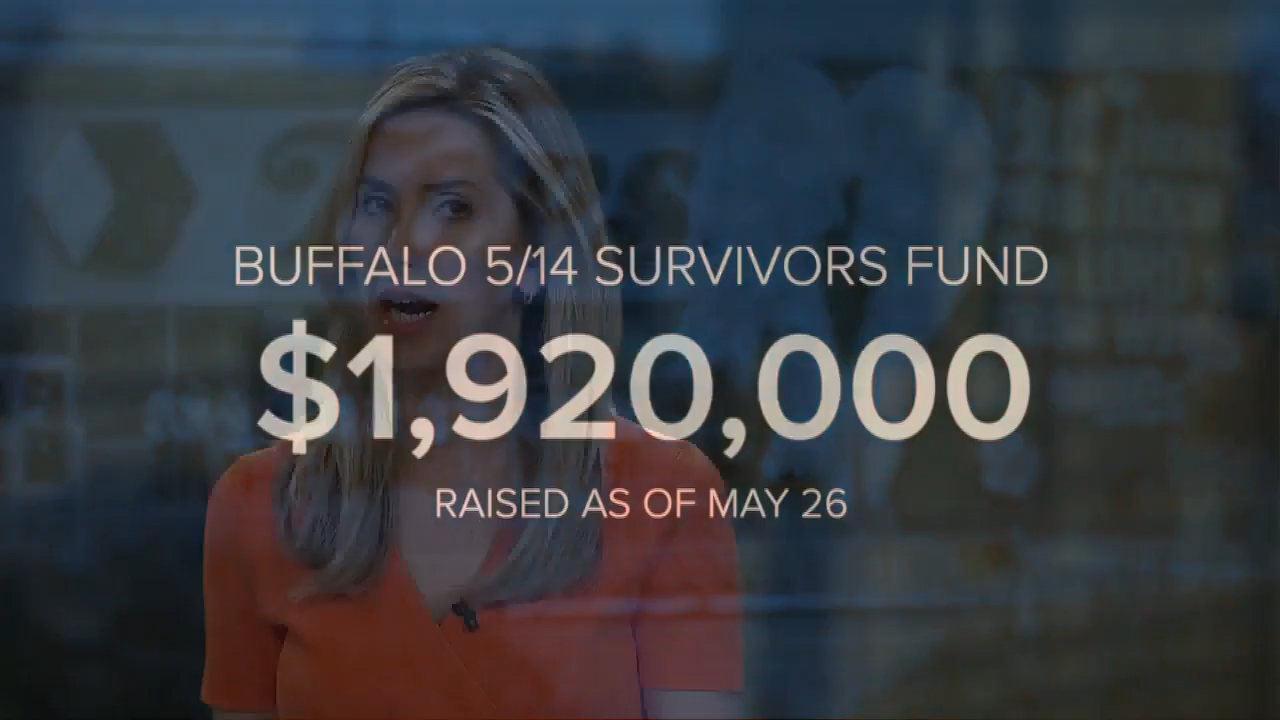 BUFFALO 5/14 SURVIVORS FUND
$1,920,000
RAISED AS OF MAY 26